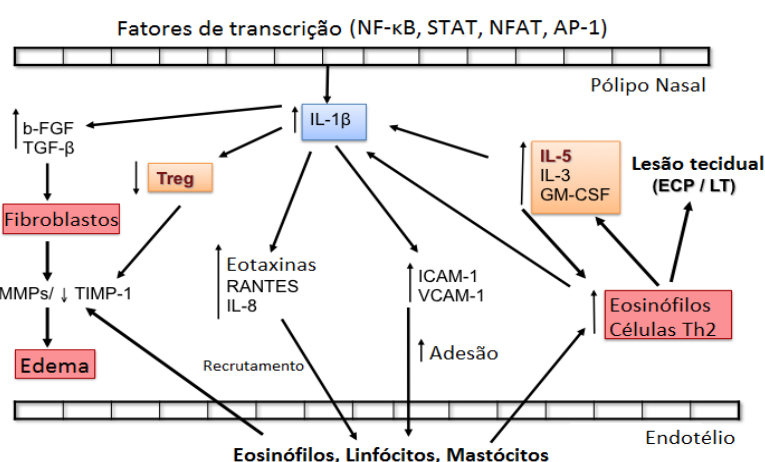 Fatores de transcrição (NF-κB, STAT, NFAT, AP-1)
Pólipo Nasal
b-FGF
TGF-β
IL-1β
Treg
IL-5
IL-3
GM-CSF
Lesão tecidual
(ECP / LT)
Fibroblastos
Eotaxinas
RANTES
IL-8
ICAM-1
VCAM-1
MMPs/ ↓ TIMP-1
Eosinófilos
Células Th2
Edema
Recrutamento
Adesão
Endotélio
Eosinófilos, Linfócitos, Mastócitos